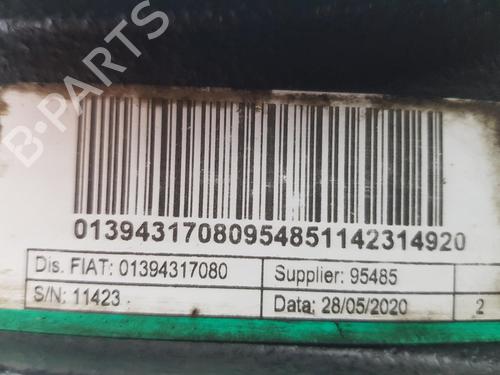 B-PARTS
01394317080954851142314920
Dis. FIAT: 01394317080 Supplier: 95485
S/N: 11423 Data: 28/05/2020 2